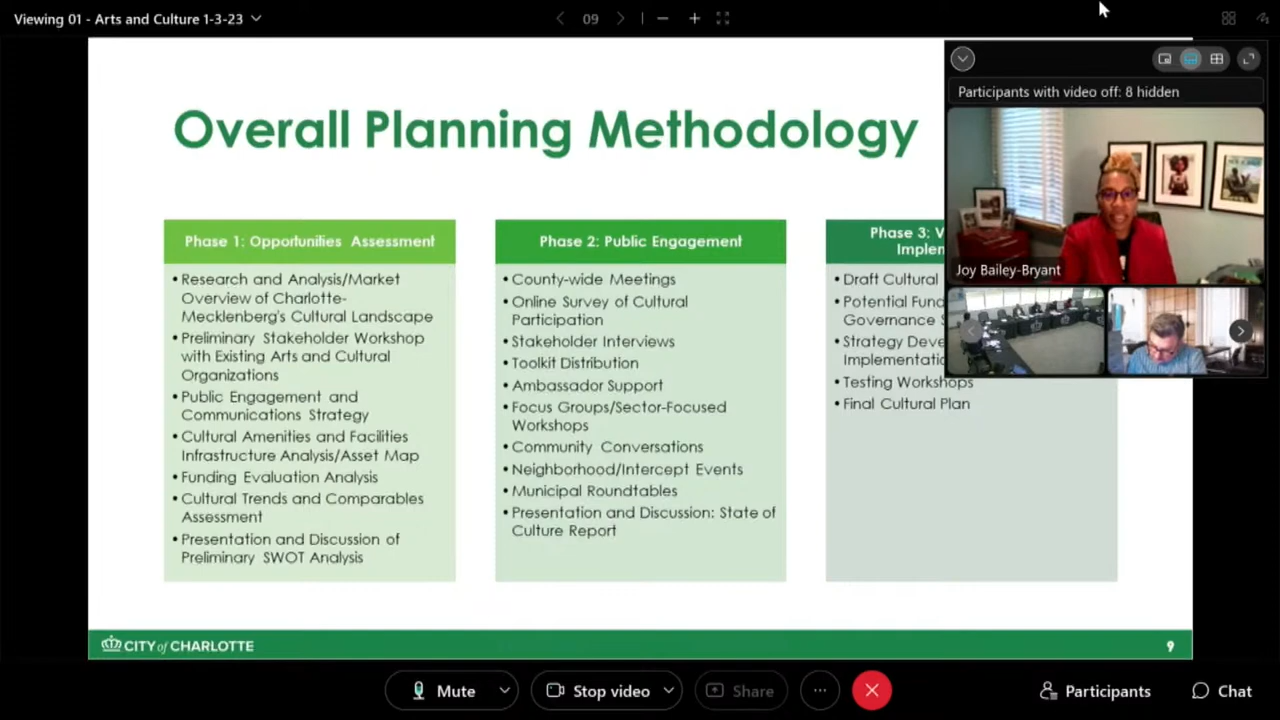 Viewing 01 - Arts and Culture 1-3-23
09
Participants with video off: 8 hidden
Joy Bailey-Bryant
Overall Planning Methodology
Phase 1: Opportunities Assessment
• Research and Analysis/Market
Overview of Charlotte-
Mecklenburg's Cultural Landscape
• Preliminary Stakeholder Workshop
with Existing Arts and Cultural
Organizations
• Public Engagement and
Communications Strategy
• Cultural Amenities and Facilities
Infrastructure Analysis/Asset Map
• Funding Evaluation Analysis
• Cultural Trends and Comparables
Assessment
• Presentation and Discussion of
Preliminary SWOT Analysis
Phase 2: Public Engagement
• County-wide Meetings
• Online Survey of Cultural
Participation
• Stakeholder Interviews
• Toolkit Distribution
• Ambassador Support
• Focus Groups/Sector-Focused
Workshops
• Community Conversations
• Neighborhood/Intercept Events
• Municipal Roundtables
• Presentation and Discussion: State of
Culture Report
Phase 3: V
Implem
• Draft Cultural
• Potential Fun
Governance S
• Strategy Deve
Implementatio
• Testing Workshops
• Final Cultural Plan
CITY of CHARLOTTE
9
Mute
Stop video
Share
Participants
Chat